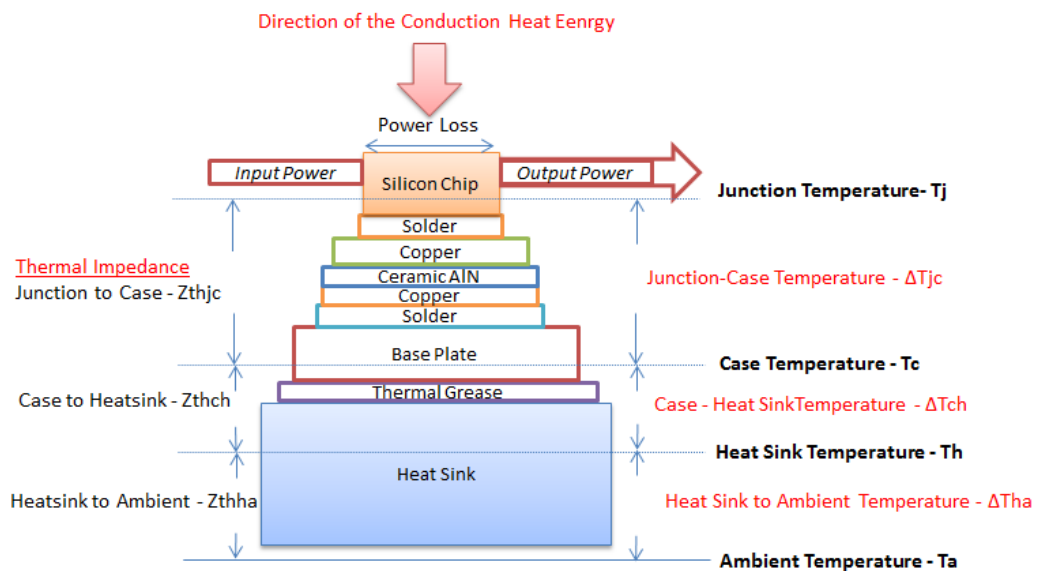 Direction of the Conduction Heat Eenrgy
Power Loss
Input Power
Silicon Chip
Output Power
Junction Temperature- Tj
Solder
Copper
Thermal Impedance
Junction to Case - Zthjc
Ceramic AlN
Junction-Case Temperature - ΔTjc
Copper
Solder
Base Plate
Case Temperature - Tc
Thermal Grease
Case to Heatsink - Zthch
Case - Heat SinkTemperature - ΔTch
Heat Sink Temperature - Th
Heat Sink
Heatsink to Ambient - Zthha
Heat Sink to Ambient Temperature - ΔTha
Ambient Temperature - Ta